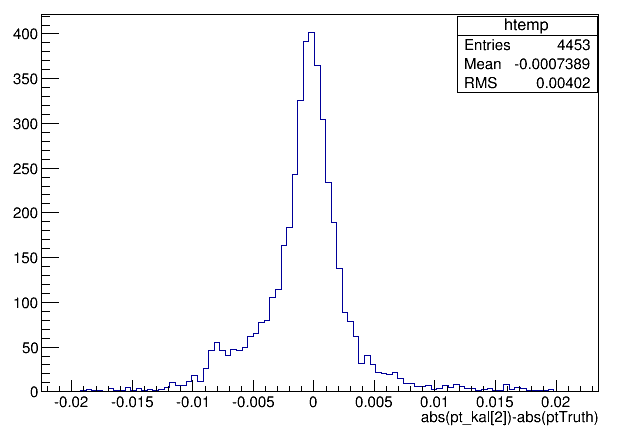 htemp
Entries 4453
Mean -0.0007389
RMS 0.00402
400
350
300
250
200
150
100
50
0
-0.02 -0.015 -0.01 -0.005 0 0.005 0.01 0.015 0.02
abs(pt_kal[2])-abs(ptTruth)